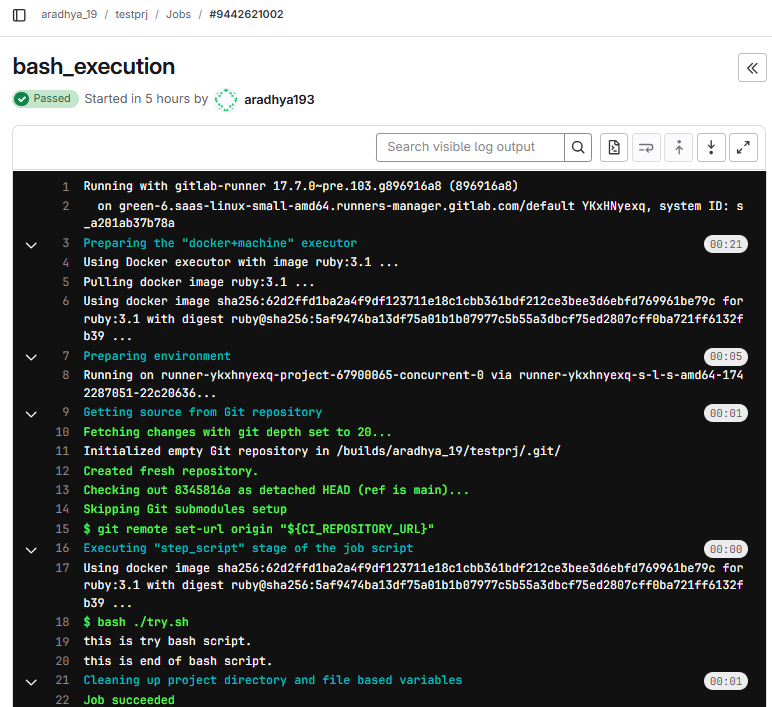 aradhya_19 / testprj / Jobs / #9442621002
bash_execution
Passed Started in 5 hours by aradhya193
Search visible log output
1 Running with gitlab-runner 17.7.0~pre.103.g896916a8 (896916a8)
2 on green-6.saas-linux-small-amd64.runners-manager.gitlab.com/default YKxHNyexq, system ID: s
_a201ab37b78a
3 Preparing the "docker+machine" executor 00:21
4 Using Docker executor with image ruby:3.1 ...
5 Pulling docker image ruby:3.1 ...
6 Using docker image sha256:62d2ffd1ba2a4f9df123711e18c1cbb361bdf212ce3bee3d6ebfd769961be79c for
ruby:3.1 with digest ruby@sha256:5af9474ba13df75a01b1b07977c5b55a3dbcf75ed2807cff0ba721ff6132f
b39 ...
7 Preparing environment 00:05
8 Running on runner-ykxhnyexq-project-67900065-concurrent-0 via runner-ykxhnyexq-s-l-s-amd64-174
2287051-22c20636...
9 Getting source from Git repository 00:01
10 Fetching changes with git depth set to 20...
11 Initialized empty Git repository in /builds/aradhya_19/testprj/.git/
12 Created fresh repository.
13 Checking out 8345816a as detached HEAD (ref is main)...
14 Skipping Git submodules setup
15 $ git remote set-url origin "${CI_REPOSITORY_URL}"
16 Executing "step_script" stage of the job script 00:00
17 Using docker image sha256:62d2ffd1ba2a4f9df123711e18c1cbb361bdf212ce3bee3d6ebfd769961be79c for
ruby:3.1 with digest ruby@sha256:5af9474ba13df75a01b1b07977c5b55a3dbcf75ed2807cff0ba721ff6132f
b39 ...
18 $ bash ./try.sh
19 this is try bash script.
20 this is end of bash script.
21 Cleaning up project directory and file based variables 00:01
22 Job succeeded